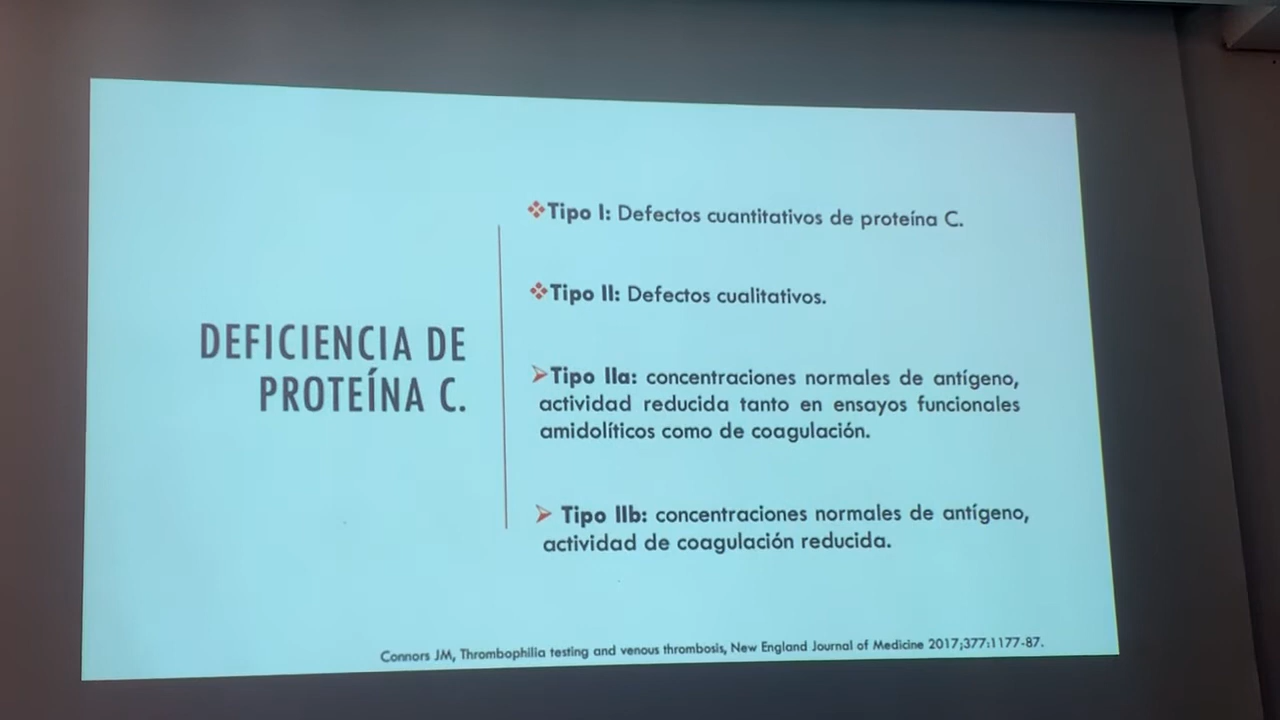 DEFICIENCIA DE
PROTEÍNA C.
Tipo I: Defectos cuantitativos de proteína C.
Tipo II: Defectos cualitativos.
Tipo IIa: concentraciones normales de antígeno,
actividad reducida tanto en ensayos funcionales
amidolíticos como de coagulación.
Tipo IIb: concentraciones normales de antígeno,
actividad de coagulación reducida.
Connors JM, Thrombophilia testing and venous thrombosis, New England Journal of Medicine 2017;377:1177-87.